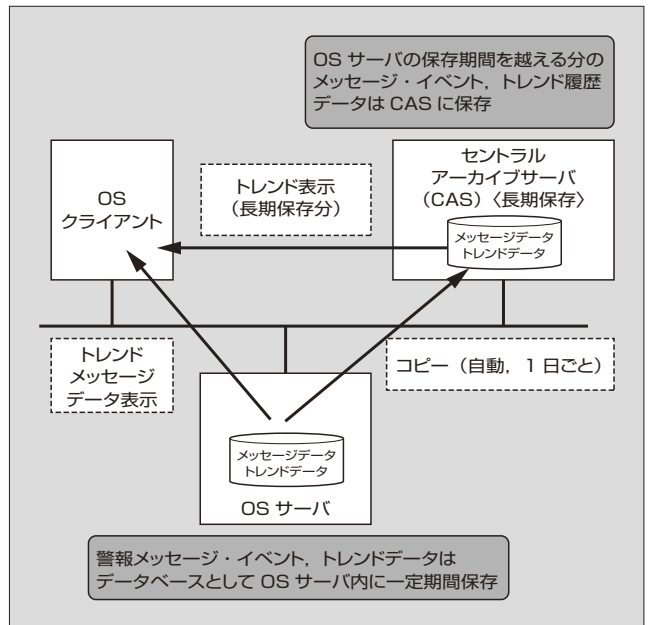 OS サーバの保存期間を越える分の
メッセージ・イベント，トレンド履歴
データは CAS に保存
OS
クライアント
トレンド表示
（長期保存分）
セントラル
アーカイブサーバ
（CAS）〈長期保存〉
メッセージデータ
トレンドデータ
トレンド
メッセージ
データ表示
コピー（自動，1 日ごと）
メッセージデータ
トレンドデータ
OS サーバ
警報メッセージ・イベント，トレンドデータは
データベースとして OS サーバ内に一定期間保存